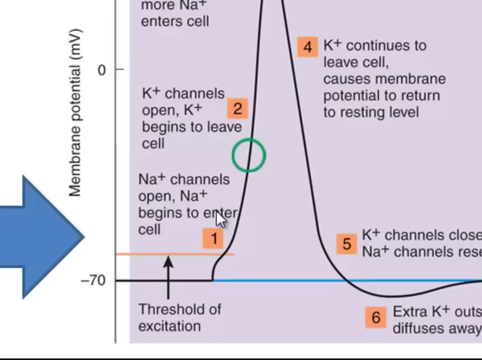 more Na+
enters cell
Membrane potential (mV)
0
4
K+ continues to
leave cell,
causes membrane
potential to return
to resting level
K+ channels
open, K+
begins to leave
cell
2
Na+ channels
open, Na+
begins to enter
cell
1
5
K+ channels close
Na+ channels rese
–70
Threshold of
excitation
6
Extra K+ outs
diffuses away